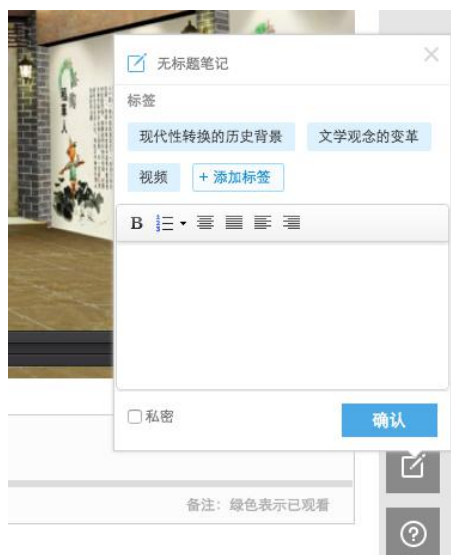 无标题笔记
标签
现代性转换的历史背景 文学观念的变革
视频 + 添加标签
B
私密
确认
备注：绿色表示已观看